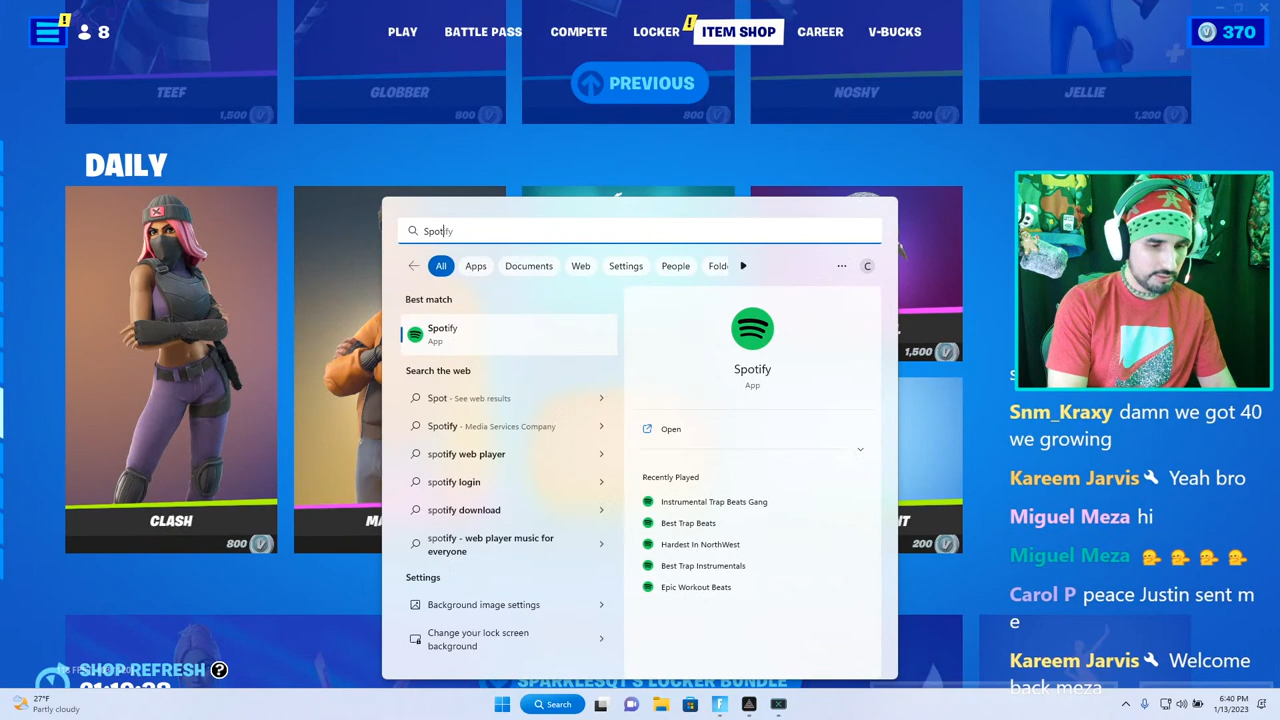 8
PLAY
BATTLE PASS
COMPETE
LOCKER
ITEM SHOP
CAREER
V-BUCKS
370
PREVIOUS
TEEF
GLOBBER
NOSHY
JELLIE
1,500
800
800
300
1,200
DAILY
Spotify
All
Apps
Documents
Web
Settings
People
C
Best match
Spotify
App
Search the web
Spot - See web results
Spotify - Media Services Company
spotify web player
spotify login
spotify download
spotify - web player music for
everyone
Settings
Background image settings
Change your lock screen
background
Spotify
App
Open
Recently Played
Instrumental Trap Beats Gang
Best Trap Beats
Hardest In NorthWest
Best Trap Instrumentals
Epic Workout Beats
1,500
CLASH
800
200
Snm_Kraxy damn we got 40
we growing
Kareem Jarvis Yeah bro
Miguel Meza hi
Miguel Meza
Carol P peace Justin sent m
e
Kareem Jarvis Welcome
back meza
SHOP REFRESH ?
SPARKLESQT'S LOCKER BUNDLE
27°F
Partly cloudy
Search
6:40 PM
1/13/2023